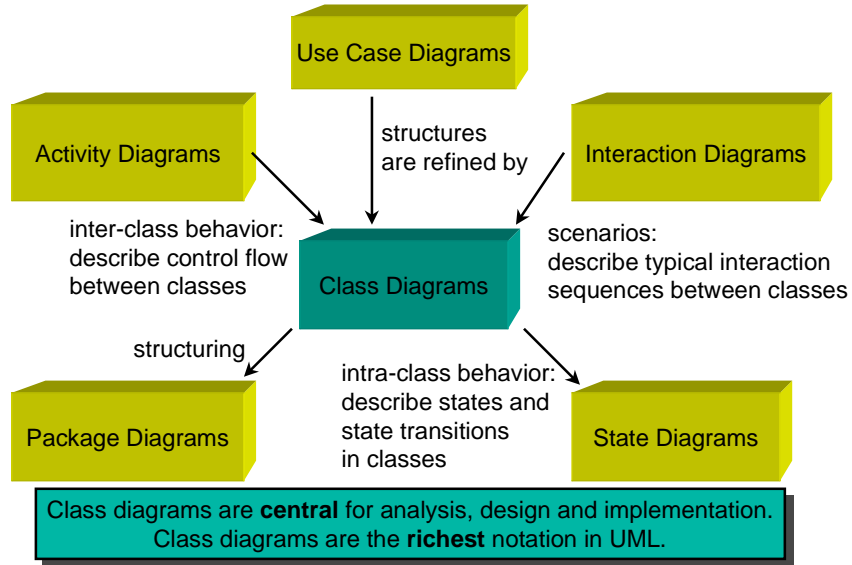 Use Case Diagrams
Activity Diagrams
structures
are refined by
Interaction Diagrams
inter-class behavior:
describe control flow
between classes
Class Diagrams
scenarios:
describe typical interaction
sequences between classes
structuring
intra-class behavior:
describe states and
state transitions
in classes
Package Diagrams
State Diagrams
Class diagrams are central for analysis, design and implementation.
Class diagrams are the richest notation in UML.